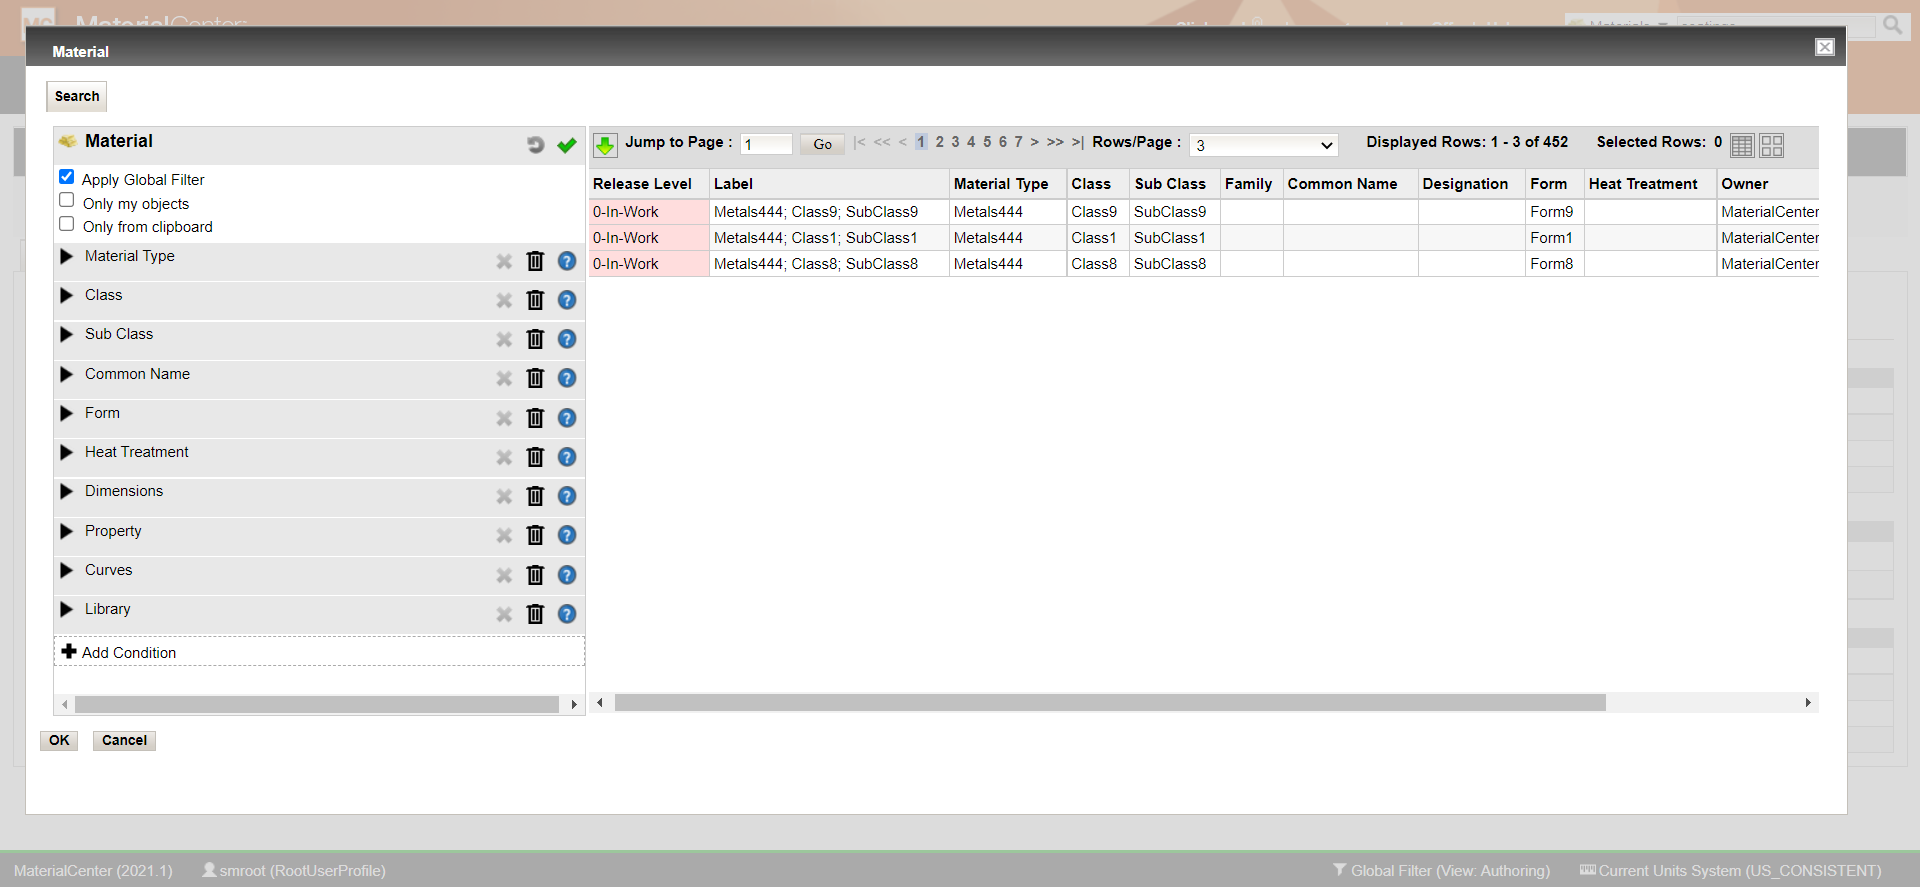 MaterialCenter
Materials
Material
Search
Material
Apply Global Filter
Only my objects
Only from clipboard
Material Type
Class
Sub Class
Common Name
Form
Heat Treatment
Dimensions
Property
Curves
Library
Add Condition
Jump to Page : 1 Go |< << < 1 2 3 4 5 6 7 > >> >| Rows/Page : 3 Displayed Rows: 1 - 3 of 452 Selected Rows: 0
Release Level Label Material Type Class Sub Class Family Common Name Designation Form Heat Treatment Owner
0-In-Work Metals444; Class9; SubClass9 Metals444 Class9 SubClass9 Form9 MaterialCenter
0-In-Work Metals444; Class1; SubClass1 Metals444 Class1 SubClass1 Form1 MaterialCenter
0-In-Work Metals444; Class8; SubClass8 Metals444 Class8 SubClass8 Form8 MaterialCenter
OK Cancel
MaterialCenter (2021.1) smroot (RootUserProfile) Global Filter (View: Authoring) Current Units System (US_CONSISTENT)